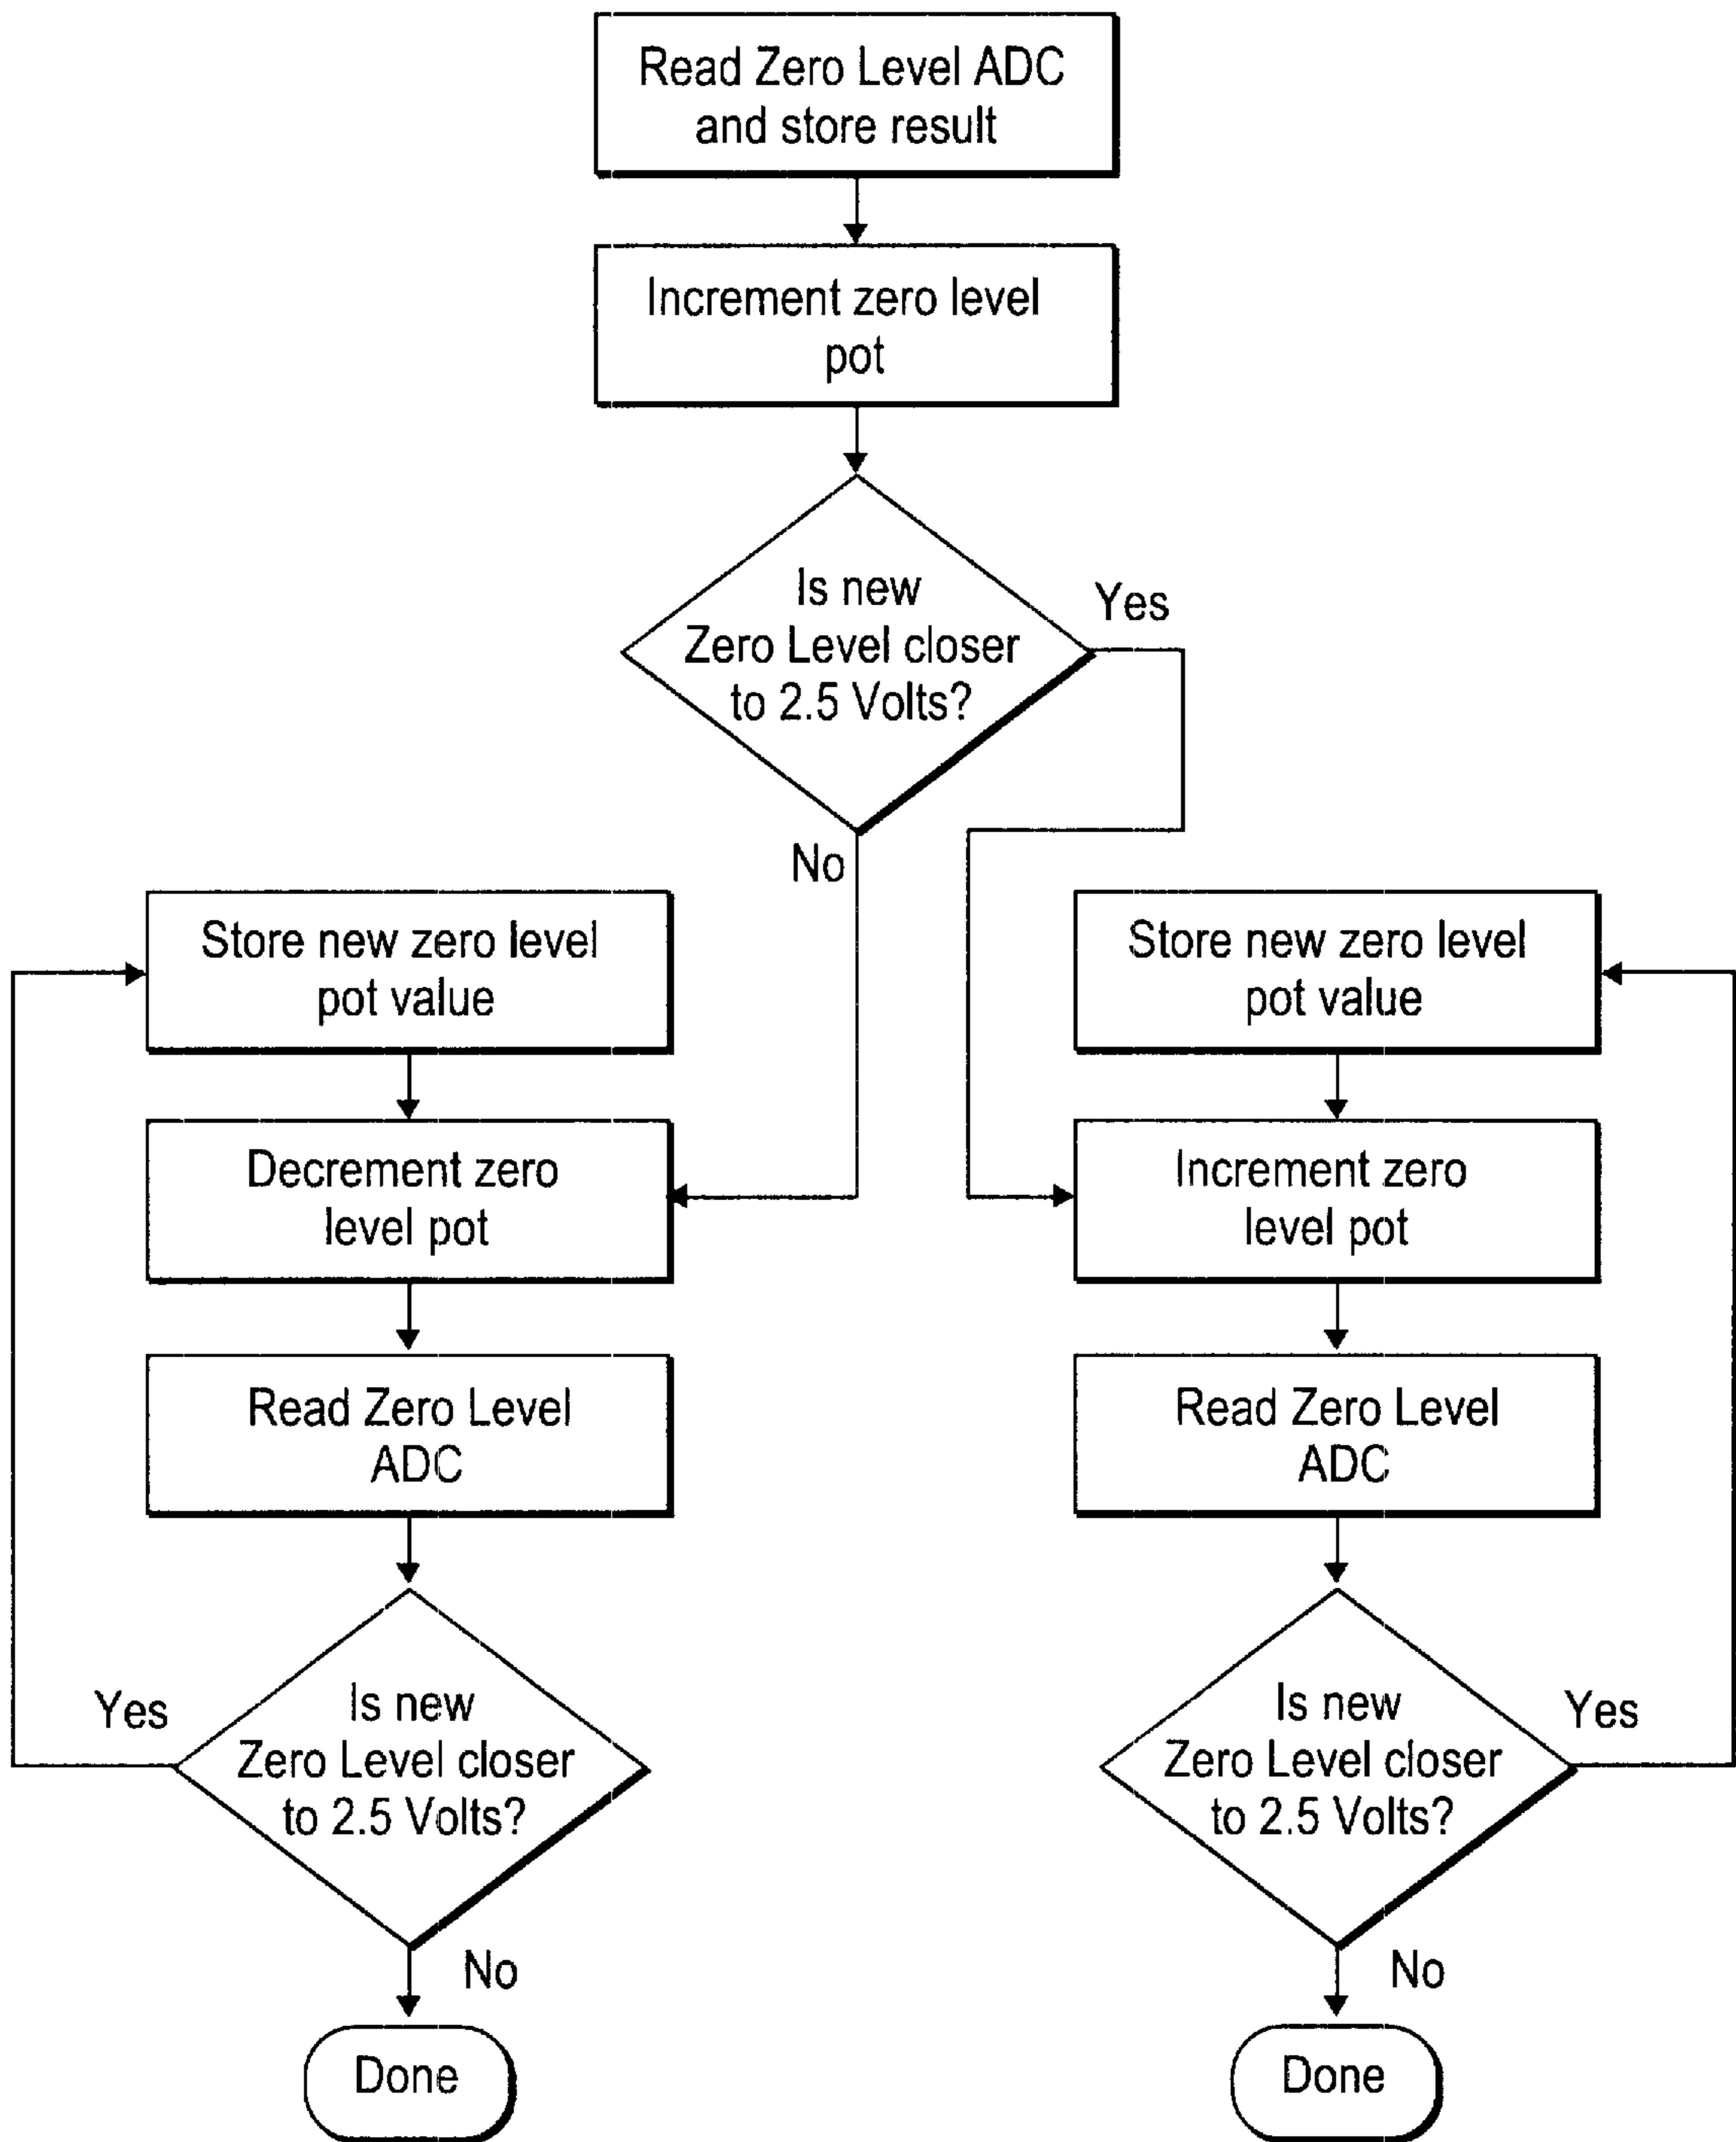 Read Zero Level ADC
and store result
Increment zero level
pot
Is new
Zero Level closer
to 2.5 Volts?
Yes
No
Store new zero level
pot value
Decrement zero
level pot
Read Zero Level
ADC
Is new
Zero Level closer
to 2.5 Volts?
Yes
No
Done
Store new zero level
pot value
Increment zero
level pot
Read Zero Level
ADC
Is new
Zero Level closer
to 2.5 Volts?
Yes
No
Done